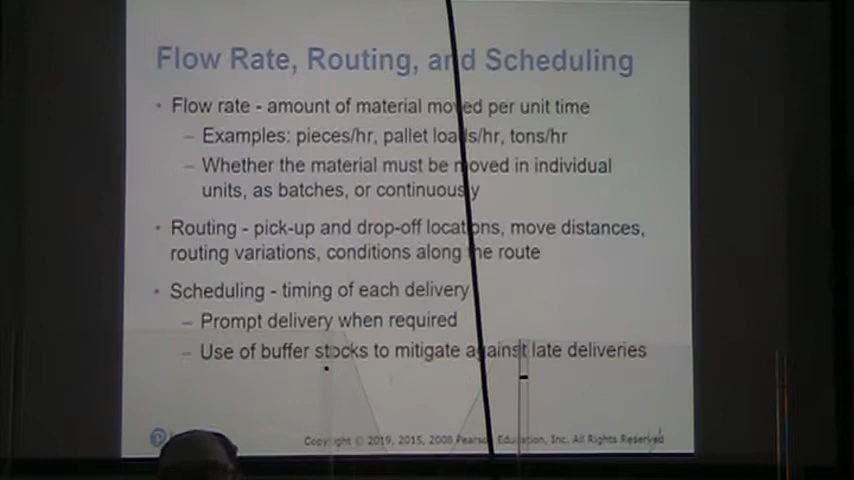 Flow Rate, Routing, and Scheduling
• Flow rate - amount of material moved per unit time
– Examples: pieces/hr, pallet loads/hr, tons/hr
– Whether the material must be moved in individual
units, as batches, or continuously
• Routing - pick-up and drop-off locations, move distances,
routing variations, conditions along the route
• Scheduling - timing of each delivery
– Prompt delivery when required
– Use of buffer stocks to mitigate against late deliveries
Copyright © 2019, 2015, 2008 Pearson Education, Inc. All Rights Reserved